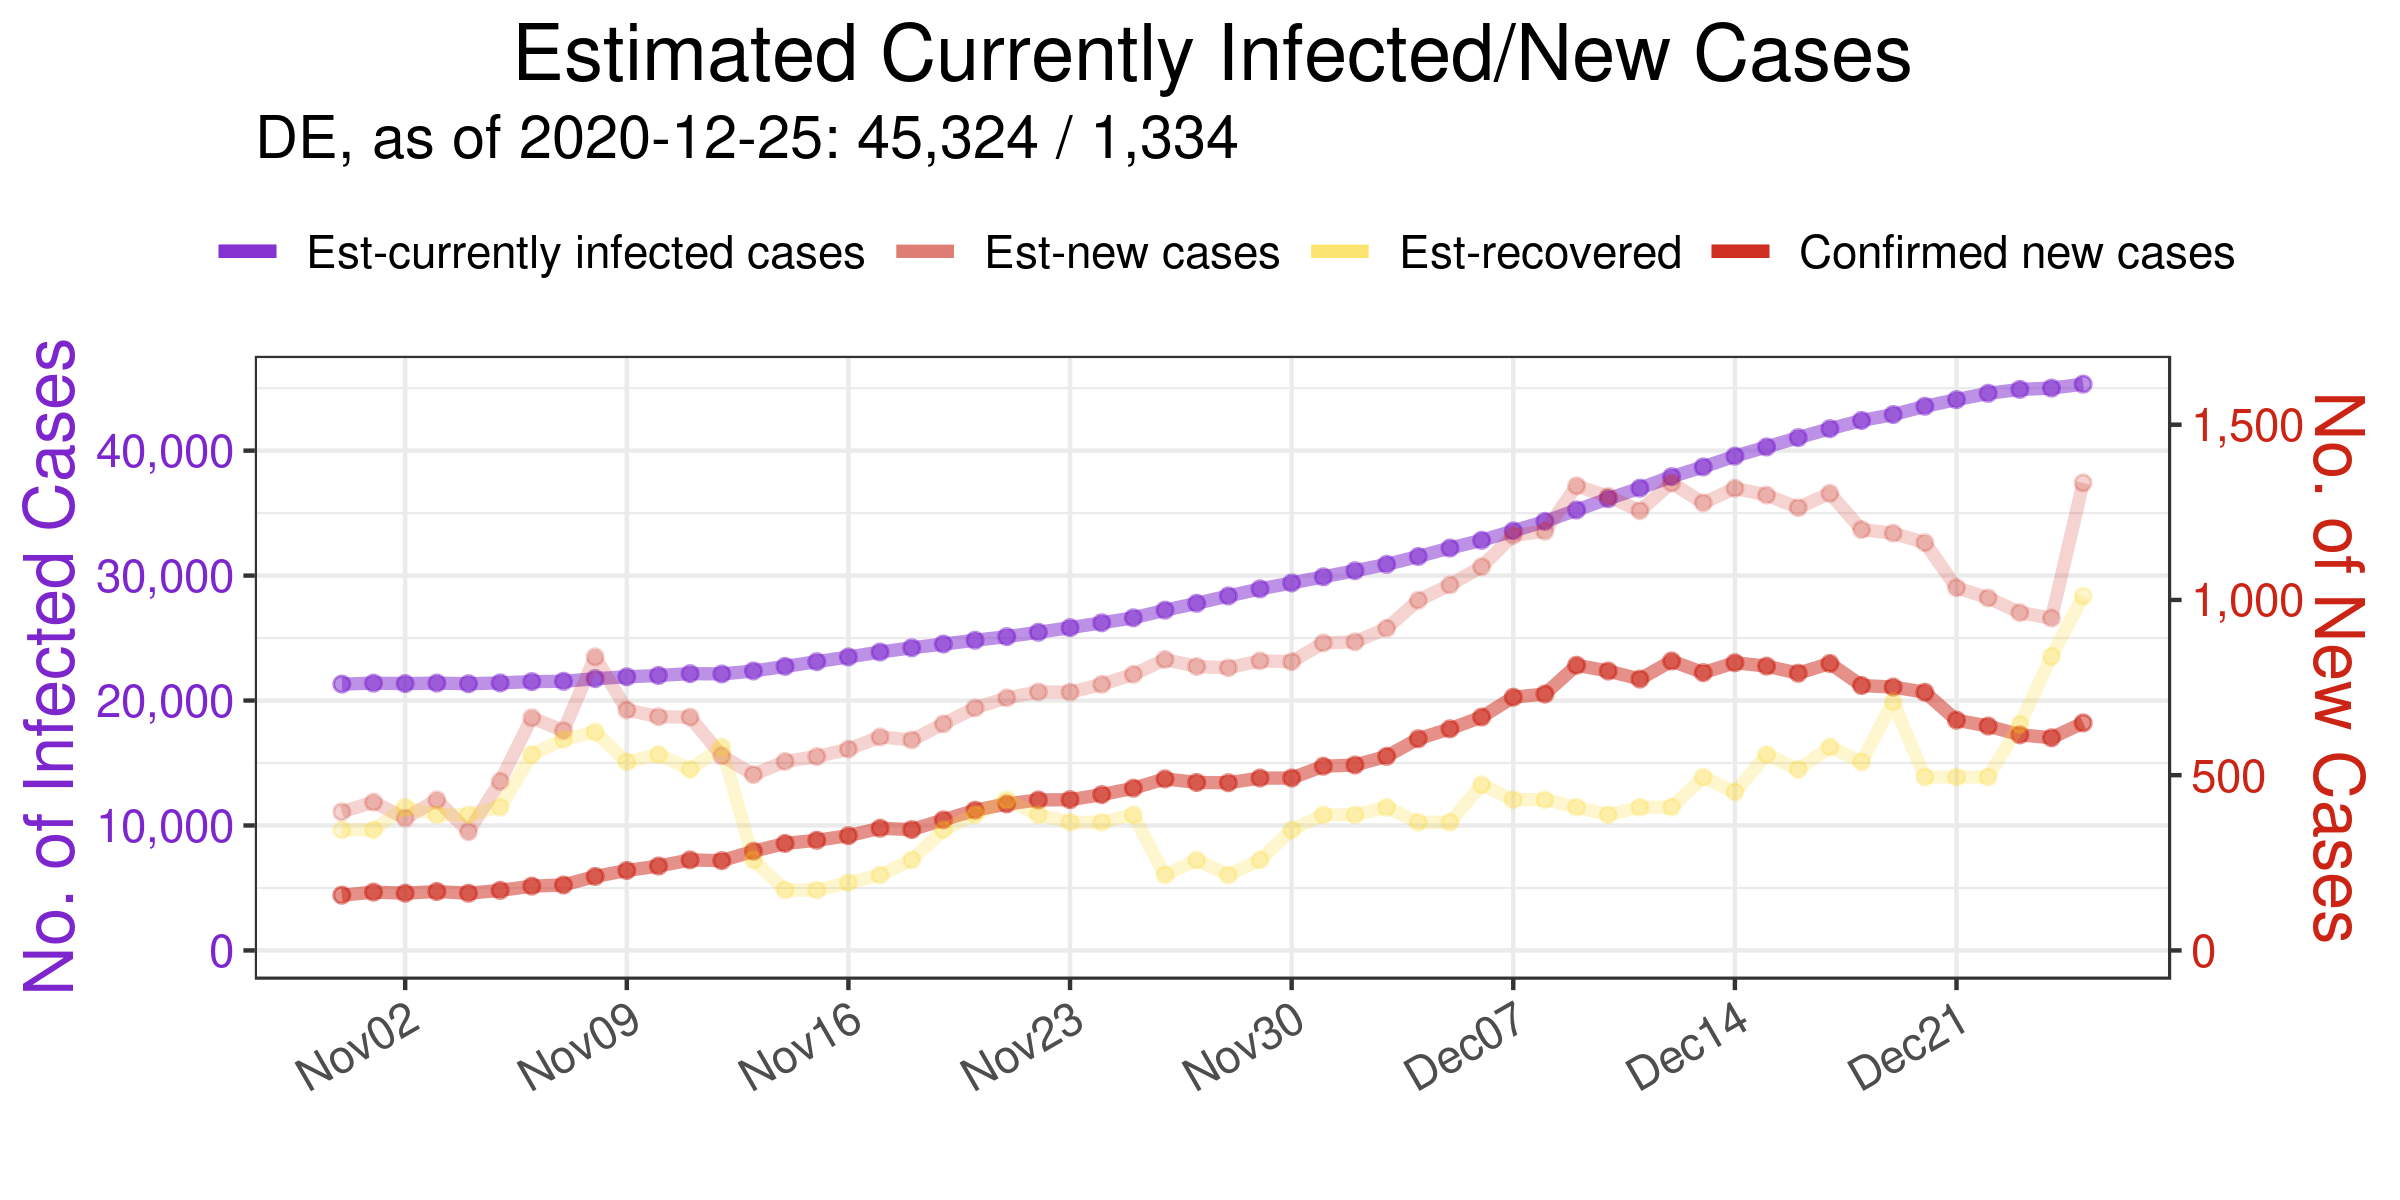 Estimated Currently Infected/New Cases
DE, as of 2020-12-25: 45,324 / 1,334
Est-currently infected cases Est-new cases Est-recovered Confirmed new cases
No. of Infected Cases
40,000
30,000
20,000
10,000
0
1,500
1,000
500
0
No. of New Cases
Nov02 Nov09 Nov16 Nov23 Nov30 Dec07 Dec14 Dec21